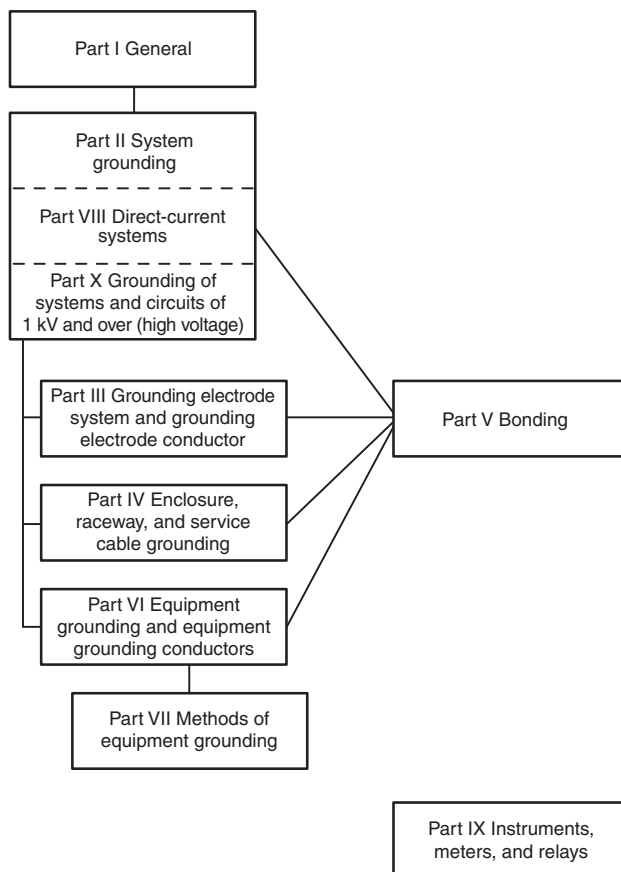 Part I General
Part II System
grounding
Part VIII Direct-current
systems
Part X Grounding of
systems and circuits of
1 kV and over (high voltage)
Part III Grounding electrode
system and grounding
electrode conductor
Part V Bonding
Part IV Enclosure,
raceway, and service
cable grounding
Part VI Equipment
grounding and equipment
grounding conductors
Part VII Methods of
equipment grounding
Part IX Instruments,
meters, and relays